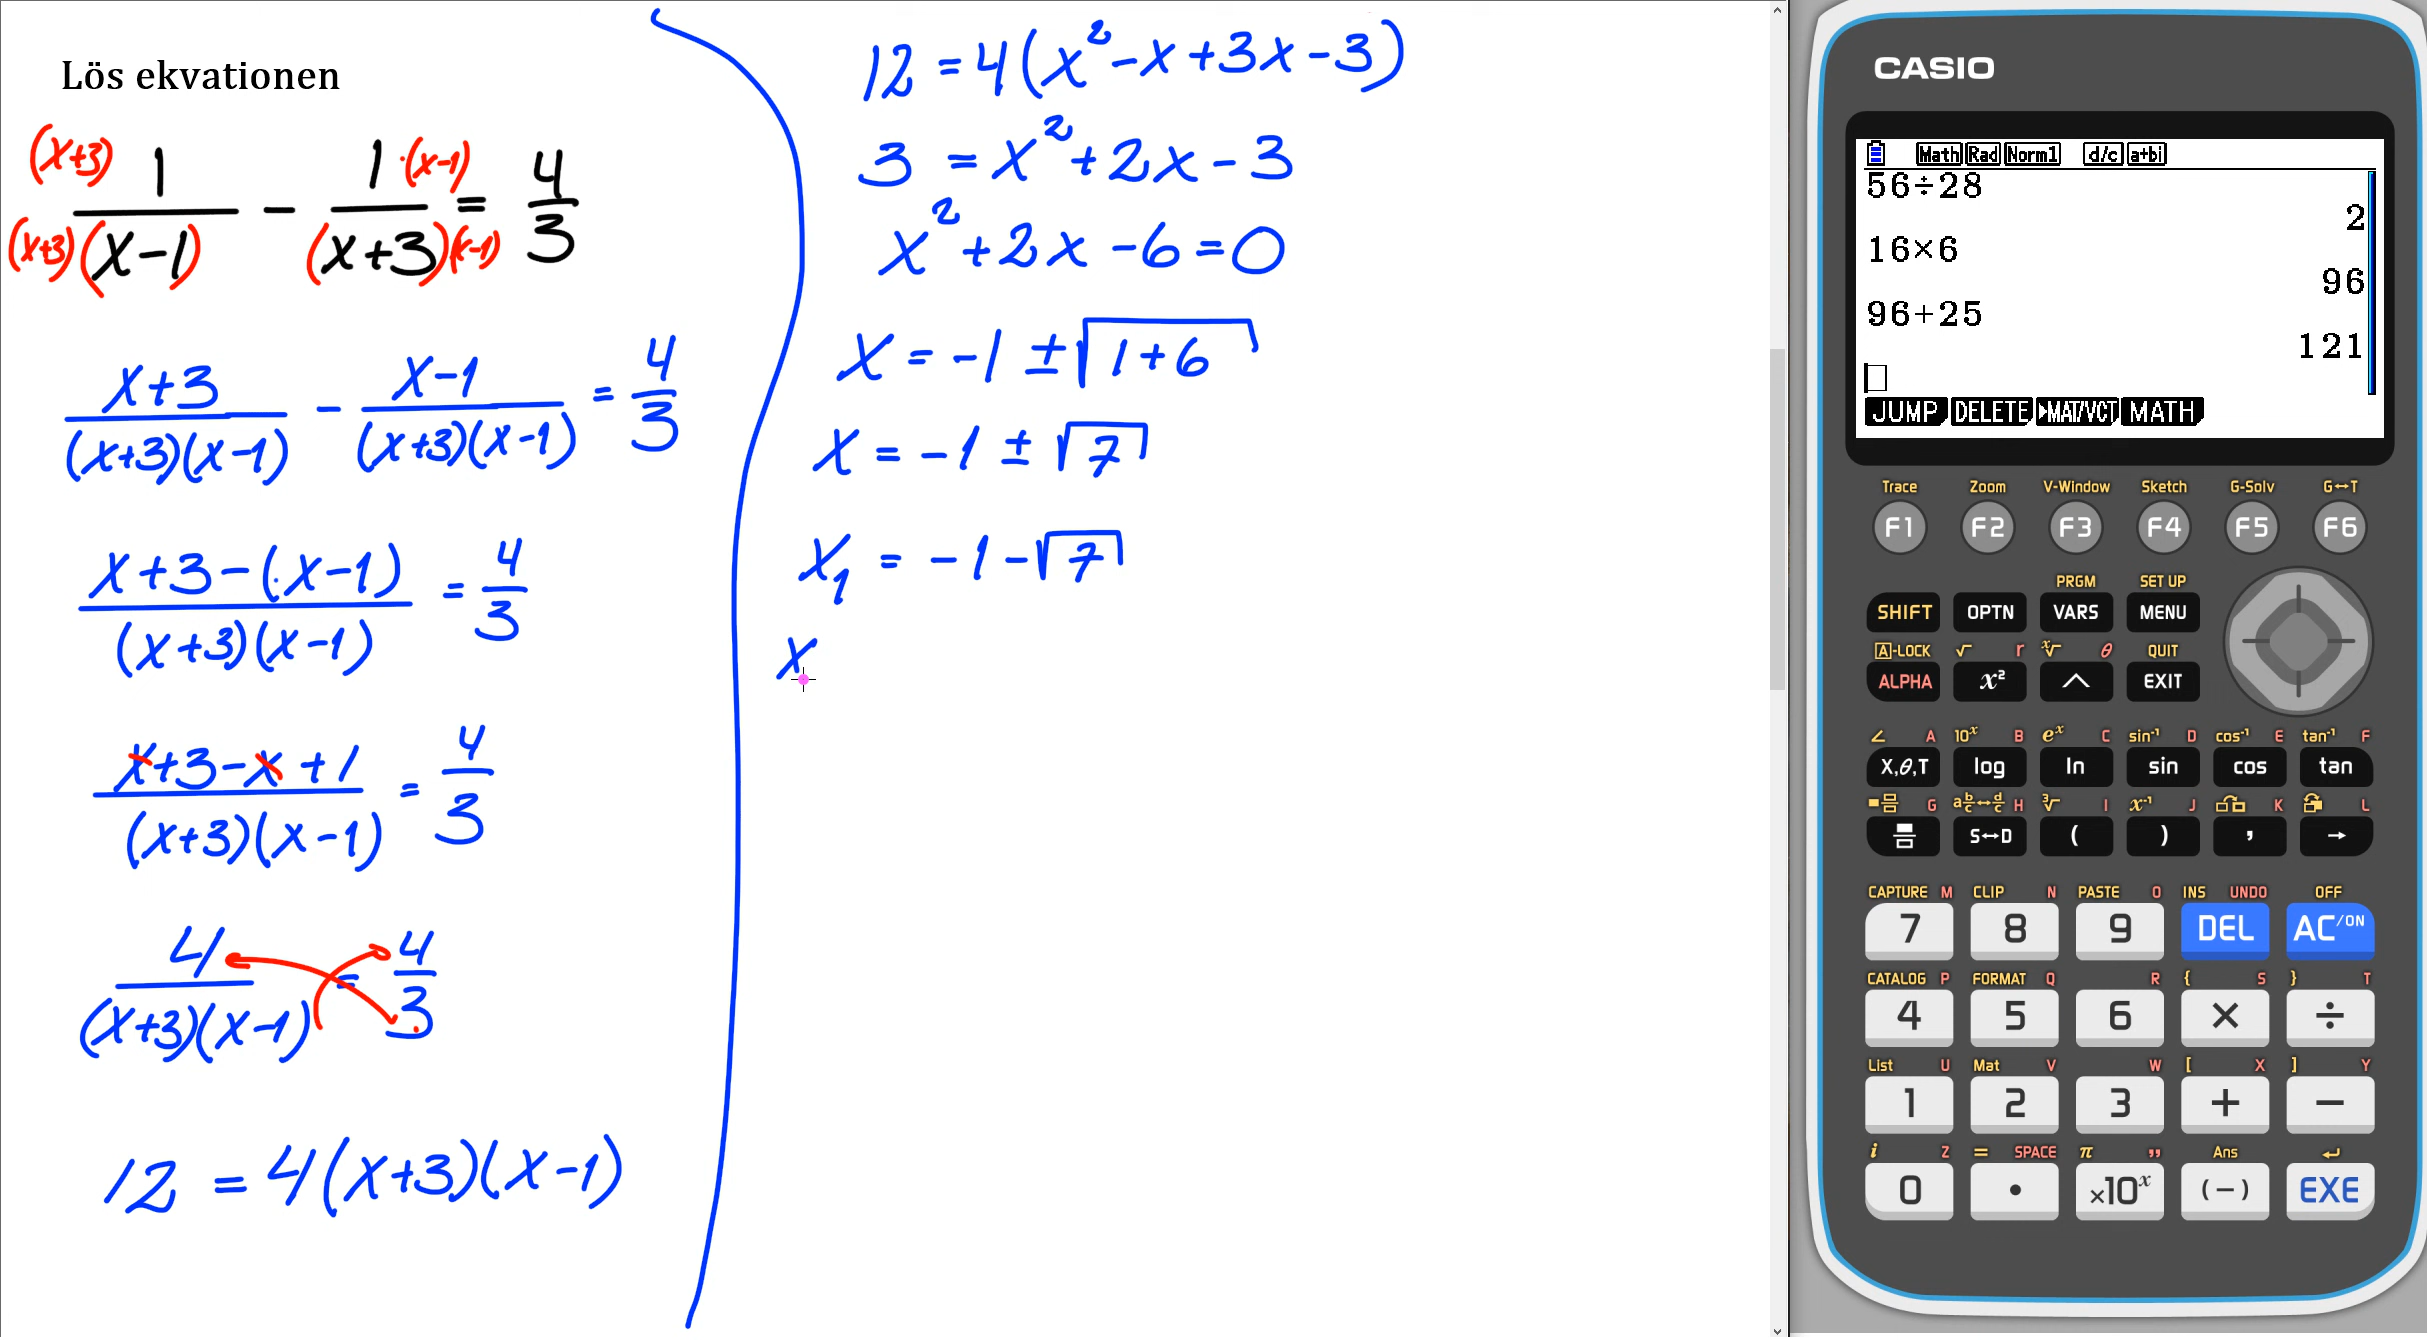 Lös ekvationen
(x+3) 1 / (x+3)(x-1) - 1·(x-1) / (x+3)(x-1) = 4/3
x+3 / (x+3)(x-1) - x-1 / (x+3)(x-1) = 4/3
x+3-(x-1) / (x+3)(x-1) = 4/3
x+3-x+1 / (x+3)(x-1) = 4/3
4 / (x+3)(x-1) = 4/3
12 = 4(x+3)(x-1)
12 = 4(x²-x+3x-3)
3 = x²+2x-3
x²+2x-6=0
x = -1 ± √1+6
x = -1 ± √7
x₁ = -1-√7
x
CASIO
Math Rad Norm1 d/c a+bi
56÷28
2
16×6
96
96+25
121
JUMP DELETE ►MAT/VCT MATH
Trace Zoom V-Window Sketch G-Solv G↔T
F1 F2 F3 F4 F5 F6
PRGM SET UP
SHIFT OPTN VARS MENU
A-LOCK √ r ˣ√ θ QUIT
ALPHA x² ^ EXIT
∠ A 10ˣ B eˣ C sin⁻¹ D cos⁻¹ E tan⁻¹ F
X,θ,T log ln sin cos tan
G a b/c↔d/c H ³√ I x⁻¹ J K L
S↔D ( ) , →
CAPTURE M CLIP N PASTE O INS UNDO OFF
7 8 9 DEL AC/ON
CATALOG P FORMAT Q R { S } T
4 5 6 × ÷
List U Mat V W [ X ] Y
1 2 3 + −
i Z = SPACE π " Ans ↵
0 • ×10ˣ (−) EXE